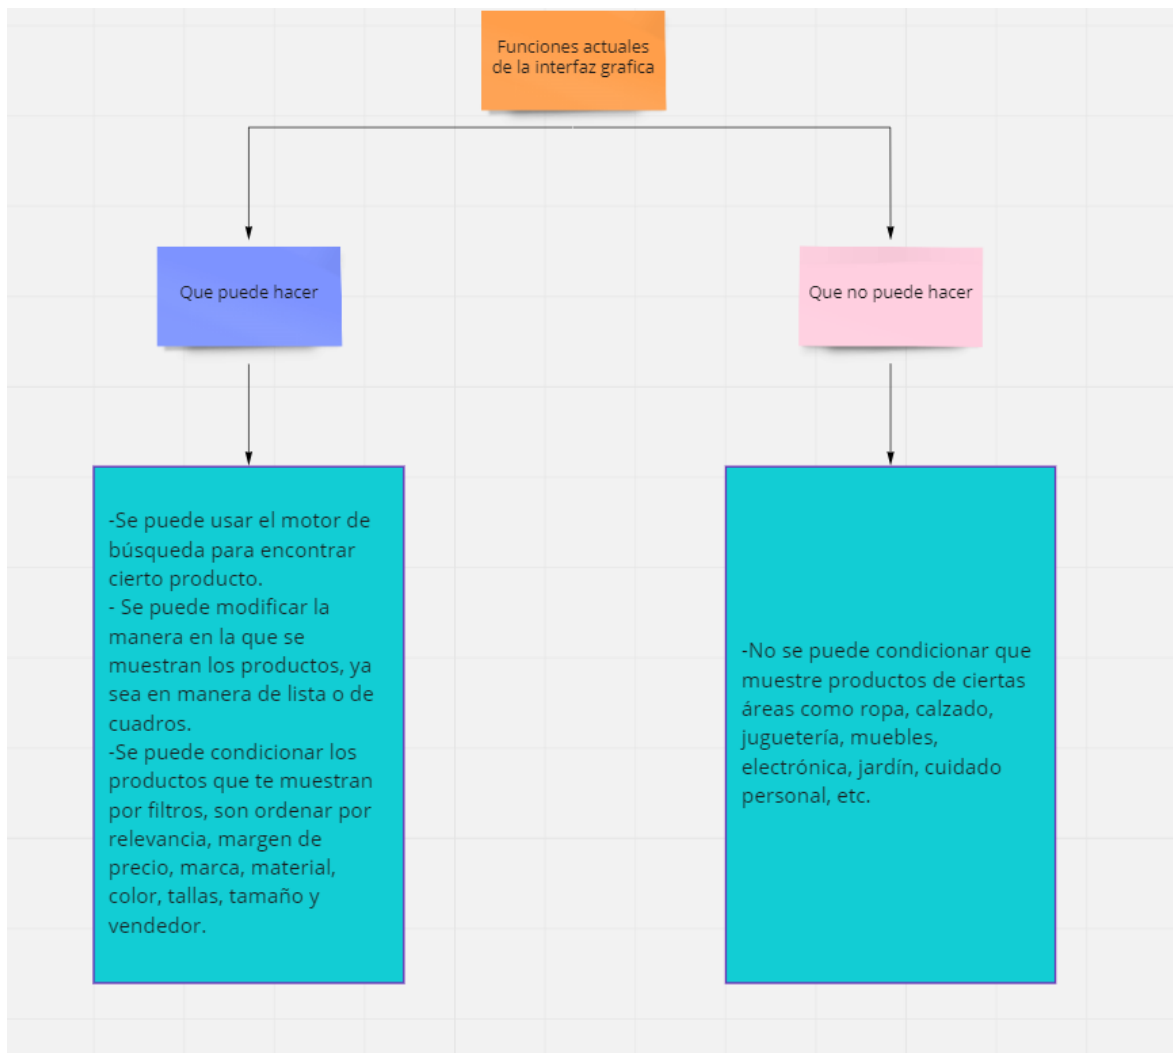 Funciones actuales
de la interfaz grafica
Que puede hacer
Que no puede hacer
-Se puede usar el motor de
búsqueda para encontrar
cierto producto.
- Se puede modificar la
manera en la que se
muestran los productos, ya
sea en manera de lista o de
cuadros.
-Se puede condicionar los
productos que te muestran
por filtros, son ordenar por
relevancia, margen de
precio, marca, material,
color, tallas, tamaño y
vendedor.
-No se puede condicionar que
muestre productos de ciertas
áreas como ropa, calzado,
juguetería, muebles,
electrónica, jardín, cuidado
personal, etc.